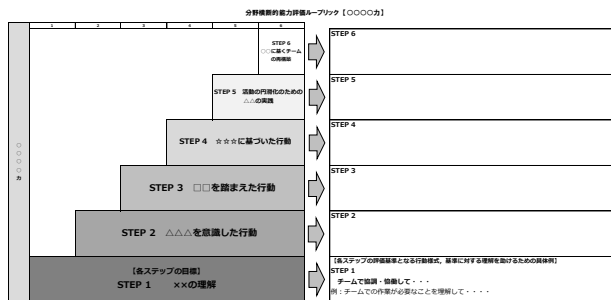 分野横断的能力評価ルーブリック【○○○○力】
1 2 3 4 5 6
○○○○力
STEP 6
□□に基くチーム
の再構築
STEP 6
STEP 5 活動の円滑化のための
△△の実践
STEP 5
STEP 4 ☆☆☆に基づいた行動
STEP 4
STEP 3 □□を踏まえた行動
STEP 3
STEP 2 △△△を意識した行動
STEP 2
【各ステップの目標】
STEP 1 ××の理解
【各ステップの評価基準となる行動様式，基準に対する理解を助けるための具体例】
STEP 1
チームで協調・協働して・・・
例：チームでの作業が必要なことを理解して・・・・